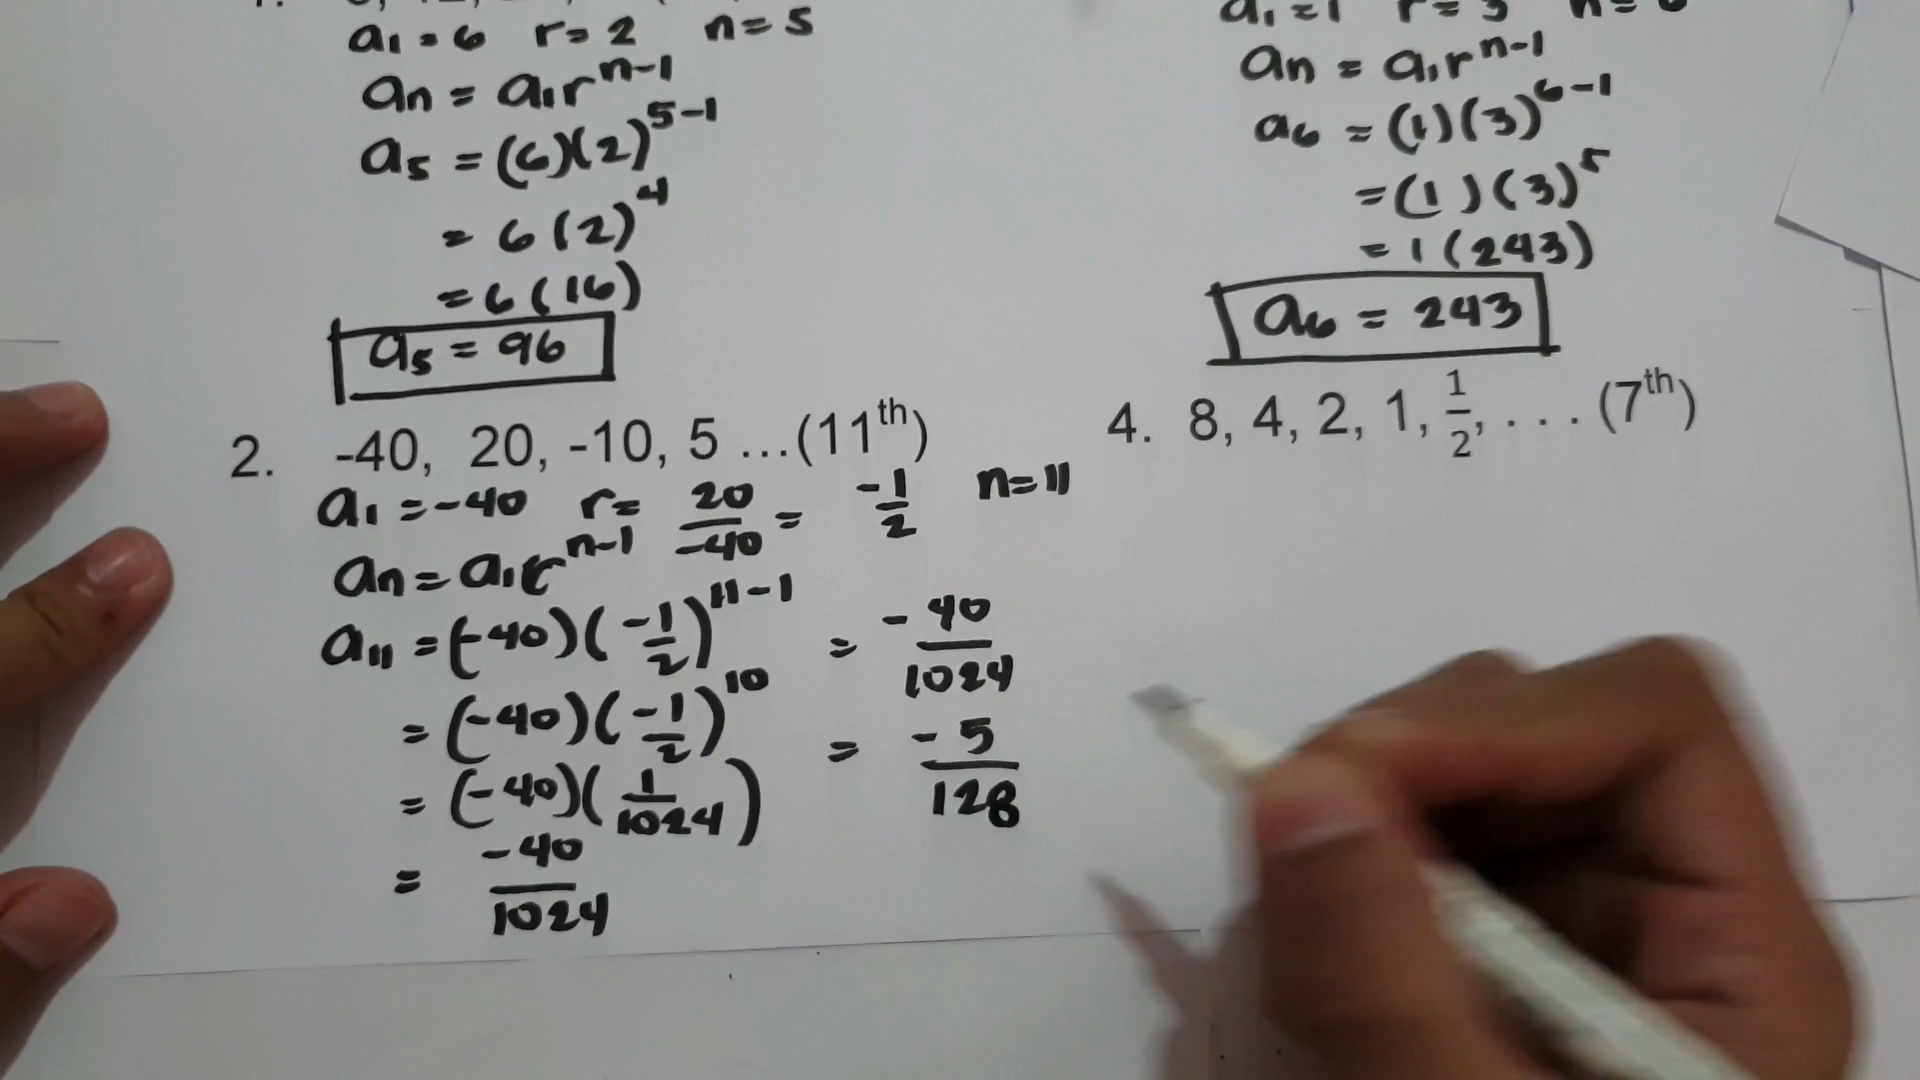 a₁ = 6 r = 2 n = 5
aₙ = a₁rⁿ⁻¹
a₅ = (6)(2)⁵⁻¹
= 6(2)⁴
= 6(16)
a₅ = 96
2. -40, 20, -10, 5 ...(11ᵗʰ)
a₁ = -40 r = 20/-40 = -1/2 n = 11
aₙ = a₁rⁿ⁻¹
a₁₁ = (-40)(-1/2)¹¹⁻¹
= (-40)(-1/2)¹⁰
= (-40)(1/1024)
= -40/1024
= -40/1024
= -5/128
a₁ = 1 r = 3
aₙ = a₁rⁿ⁻¹
a₆ = (1)(3)⁶⁻¹
= (1)(3)⁵
= 1(243)
a₆ = 243
4. 8, 4, 2, 1, 1/2, . . . (7ᵗʰ)